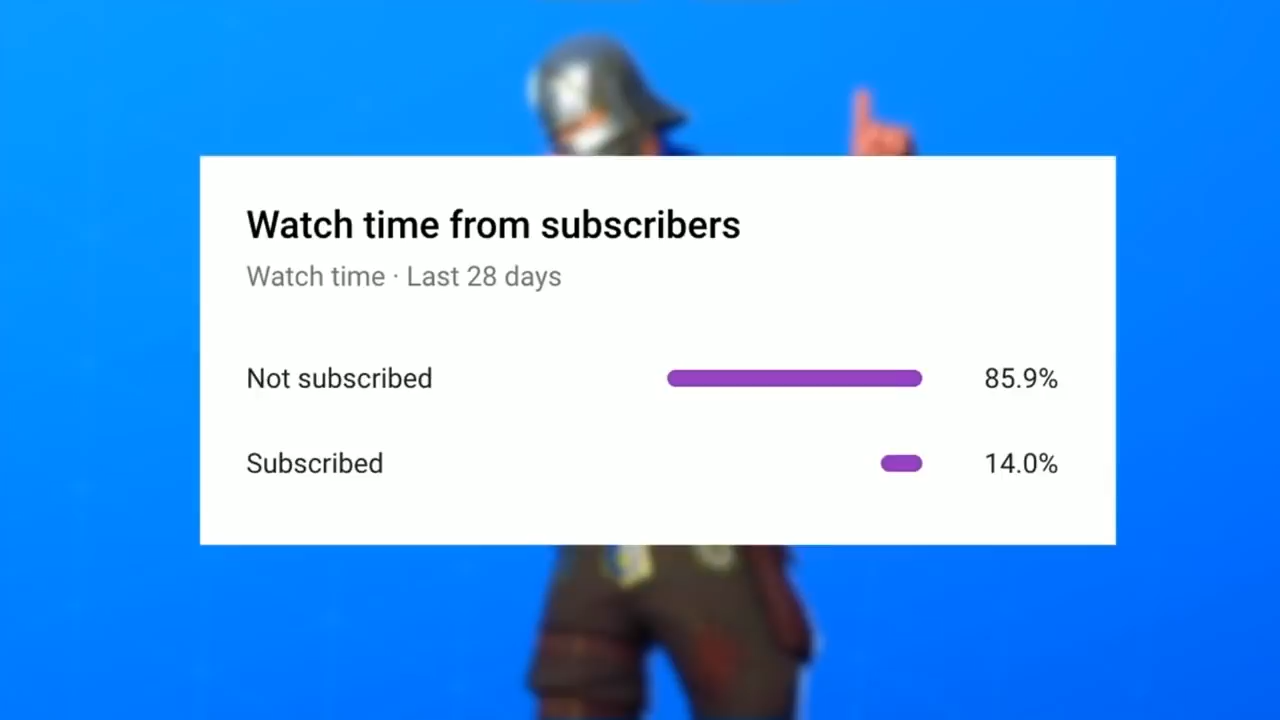 Watch time from subscribers
Watch time · Last 28 days
Not subscribed 85.9%
Subscribed 14.0%